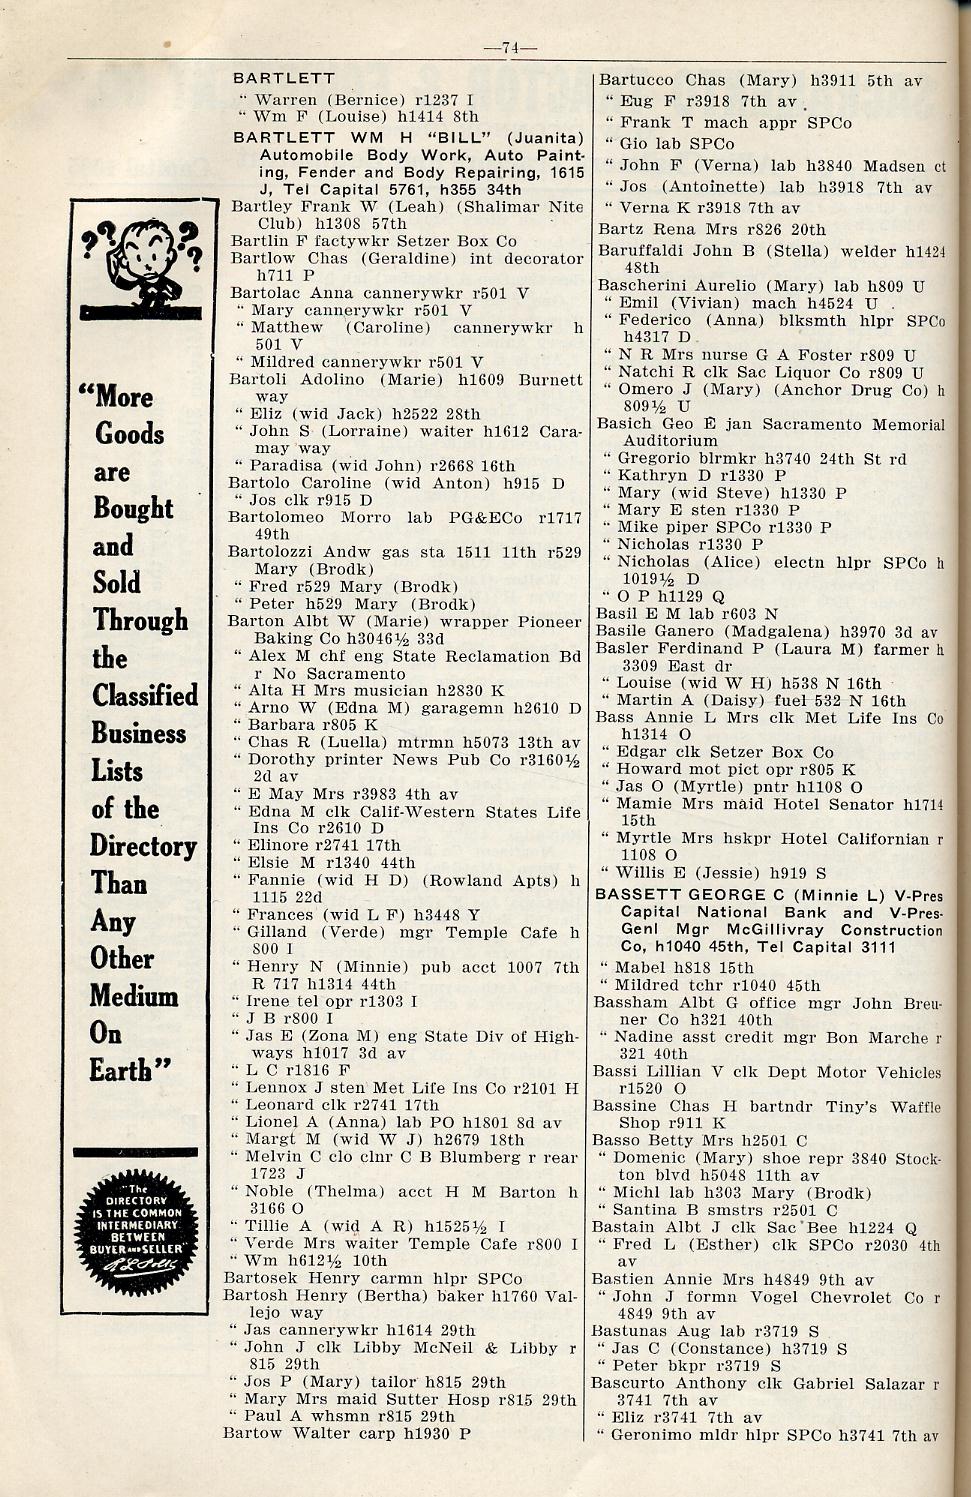 —74—
??
??
“More
Goods
are
Bought
and
Sold
Through
the
Classified
Business
Lists
of the
Directory
Than
Any
Other
Medium
On
Earth”
"The
DIRECTORY
IS THE COMMON
INTERMEDIARY
BETWEEN
BUYER AND SELLER"
BARTLETT
“ Warren (Bernice) r1237 I
“ Wm F (Louise) h1414 8th
BARTLETT WM H “BILL” (Juanita)
Automobile Body Work, Auto Paint-
ing, Fender and Body Repairing, 1615
J, Tel Capital 5761, h355 34th
Bartley Frank W (Leah) (Shalimar Nite
Club) h1308 57th
Bartlin F factywkr Setzer Box Co
Bartlow Chas (Geraldine) int decorator
h711 P
Bartolac Anna cannerywkr r501 V
“ Mary cannerywkr r501 V
“ Matthew (Caroline) cannerywkr h
501 V
“ Mildred cannerywkr r501 V
Bartoli Adolino (Marie) h1609 Burnett
way
“ Eliz (wid Jack) h2522 28th
“ John S (Lorraine) waiter h1612 Cara-
may way
“ Paradisa (wid John) r2668 16th
Bartolo Caroline (wid Anton) h915 D
“ Jos clk r915 D
Bartolomeo Morro lab PG&ECo r1717
49th
Bartolozzi Andw gas sta 1511 11th r529
Mary (Brodk)
“ Fred r529 Mary (Brodk)
“ Peter h529 Mary (Brodk)
Barton Albt W (Marie) wrapper Pioneer
Baking Co h3046½ 33d
“ Alex M chf eng State Reclamation Bd
r No Sacramento
“ Alta H Mrs musician h2830 K
“ Arno W (Edna M) garagemn h2610 D
“ Barbara r805 K
“ Chas R (Luella) mtrmn h5073 13th av
“ Dorothy printer News Pub Co r3160½
2d av
“ E May Mrs r3983 4th av
“ Edna M clk Calif-Western States Life
Ins Co r2610 D
“ Elinore r2741 17th
“ Elsie M r1340 44th
“ Fannie (wid H D) (Rowland Apts) h
1115 22d
“ Frances (wid L F) h3448 Y
“ Gilland (Verde) mgr Temple Cafe h
800 I
“ Henry N (Minnie) pub acct 1007 7th
R 717 h1314 44th
“ Irene tel opr r1303 I
“ J B r800 I
“ Jas E (Zona M) eng State Div of High-
ways h1017 3d av
“ L C r1816 F
“ Lennox J sten Met Life Ins Co r2101 H
“ Leonard clk r2741 17th
“ Lionel A (Anna) lab PO h1801 8d av
“ Margt M (wid W J) h2679 18th
“ Melvin C clo clnr C B Blumberg r rear
1723 J
“ Noble (Thelma) acct H M Barton h
3166 O
“ Tillie A (wid A R) h1525½ I
“ Verde Mrs waiter Temple Cafe r800 I
“ Wm h612½ 10th
Bartosek Henry carmn hlpr SPCo
Bartosh Henry (Bertha) baker h1760 Val-
lejo way
“ Jas cannerywkr h1614 29th
“ John J clk Libby McNeil & Libby r
815 29th
“ Jos P (Mary) tailor h815 29th
“ Mary Mrs maid Sutter Hosp r815 29th
“ Paul A whsmn r815 29th
Bartow Walter carp h1930 P
Bartucco Chas (Mary) h3911 5th av
“ Eug F r3918 7th av
“ Frank T mach appr SPCo
“ Gio lab SPCo
“ John F (Verna) lab h3840 Madsen ct
“ Jos (Antoinette) lab h3918 7th av
“ Verna K r3918 7th av
Bartz Rena Mrs r826 20th
Baruffaldi John B (Stella) welder h1424
48th
Bascherini Aurelio (Mary) lab h809 U
“ Emil (Vivian) mach h4524 U
“ Federico (Anna) blksmth hlpr SPCo
h4317 D
“ N R Mrs nurse G A Foster r809 U
“ Natchi R clk Sac Liquor Co r809 U
“ Omero J (Mary) (Anchor Drug Co) h
809½ U
Basich Geo E jan Sacramento Memorial
Auditorium
“ Gregorio blrmkr h3740 24th St rd
“ Kathryn D r1330 P
“ Mary (wid Steve) h1330 P
“ Mary E sten r1330 P
“ Mike piper SPCo r1330 P
“ Nicholas r1330 P
“ Nicholas (Alice) electn hlpr SPCo h
1019½ D
“ O P h1129 Q
Basil E M lab r603 N
Basile Ganero (Madgalena) h3970 3d av
Basler Ferdinand P (Laura M) farmer h
3309 East dr
“ Louise (wid W H) h538 N 16th
“ Martin A (Daisy) fuel 532 N 16th
Bass Annie L Mrs clk Met Life Ins Co
h1314 O
“ Edgar clk Setzer Box Co
“ Howard mot pict opr r805 K
“ Jas O (Myrtle) pntr h1108 O
“ Mamie Mrs maid Hotel Senator h1714
15th
“ Myrtle Mrs hskpr Hotel Californian r
1108 O
“ Willis E (Jessie) h919 S
BASSETT GEORGE C (Minnie L) V-Pres
Capital National Bank and V-Pres-
Genl Mgr McGillivray Construction
Co, h1040 45th, Tel Capital 3111
“ Mabel h818 15th
“ Mildred tchr r1040 45th
Bassham Albt G office mgr John Breu-
ner Co h321 40th
“ Nadine asst credit mgr Bon Marche r
321 40th
Bassi Lillian V clk Dept Motor Vehicles
r1520 O
Bassine Chas H bartndr Tiny's Waffle
Shop r911 K
Basso Betty Mrs h2501 C
“ Domenic (Mary) shoe repr 3840 Stock-
ton blvd h5048 11th av
“ Michl lab h303 Mary (Brodk)
“ Santina B smstrs r2501 C
Bastain Albt J clk Sac Bee h1224 Q
“ Fred L (Esther) clk SPCo r2030 4th
av
Bastien Annie Mrs h4849 9th av
“ John J formn Vogel Chevrolet Co r
4849 9th av
Bastunas Aug lab r3719 S
“ Jas C (Constance) h3719 S
“ Peter bkpr r3719 S
Bascurto Anthony clk Gabriel Salazar r
3741 7th av
“ Eliz r3741 7th av
“ Geronimo mldr hlpr SPCo h3741 7th av